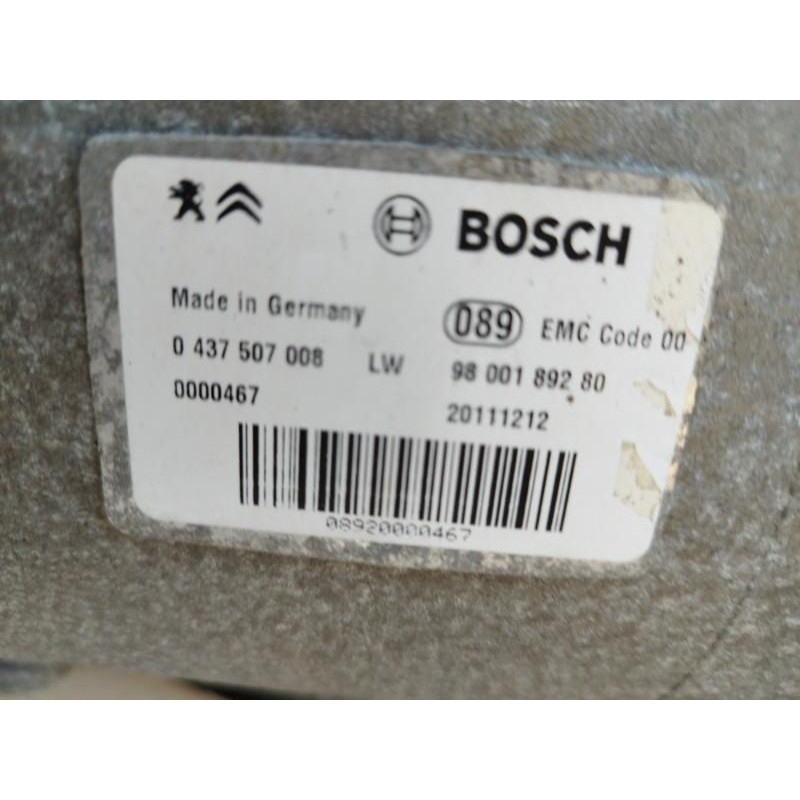 BOSCH
Made in Germany
089 EMC Code 00
0 437 507 008 LW 98 001 892 80
0000467 20111212
08920000467